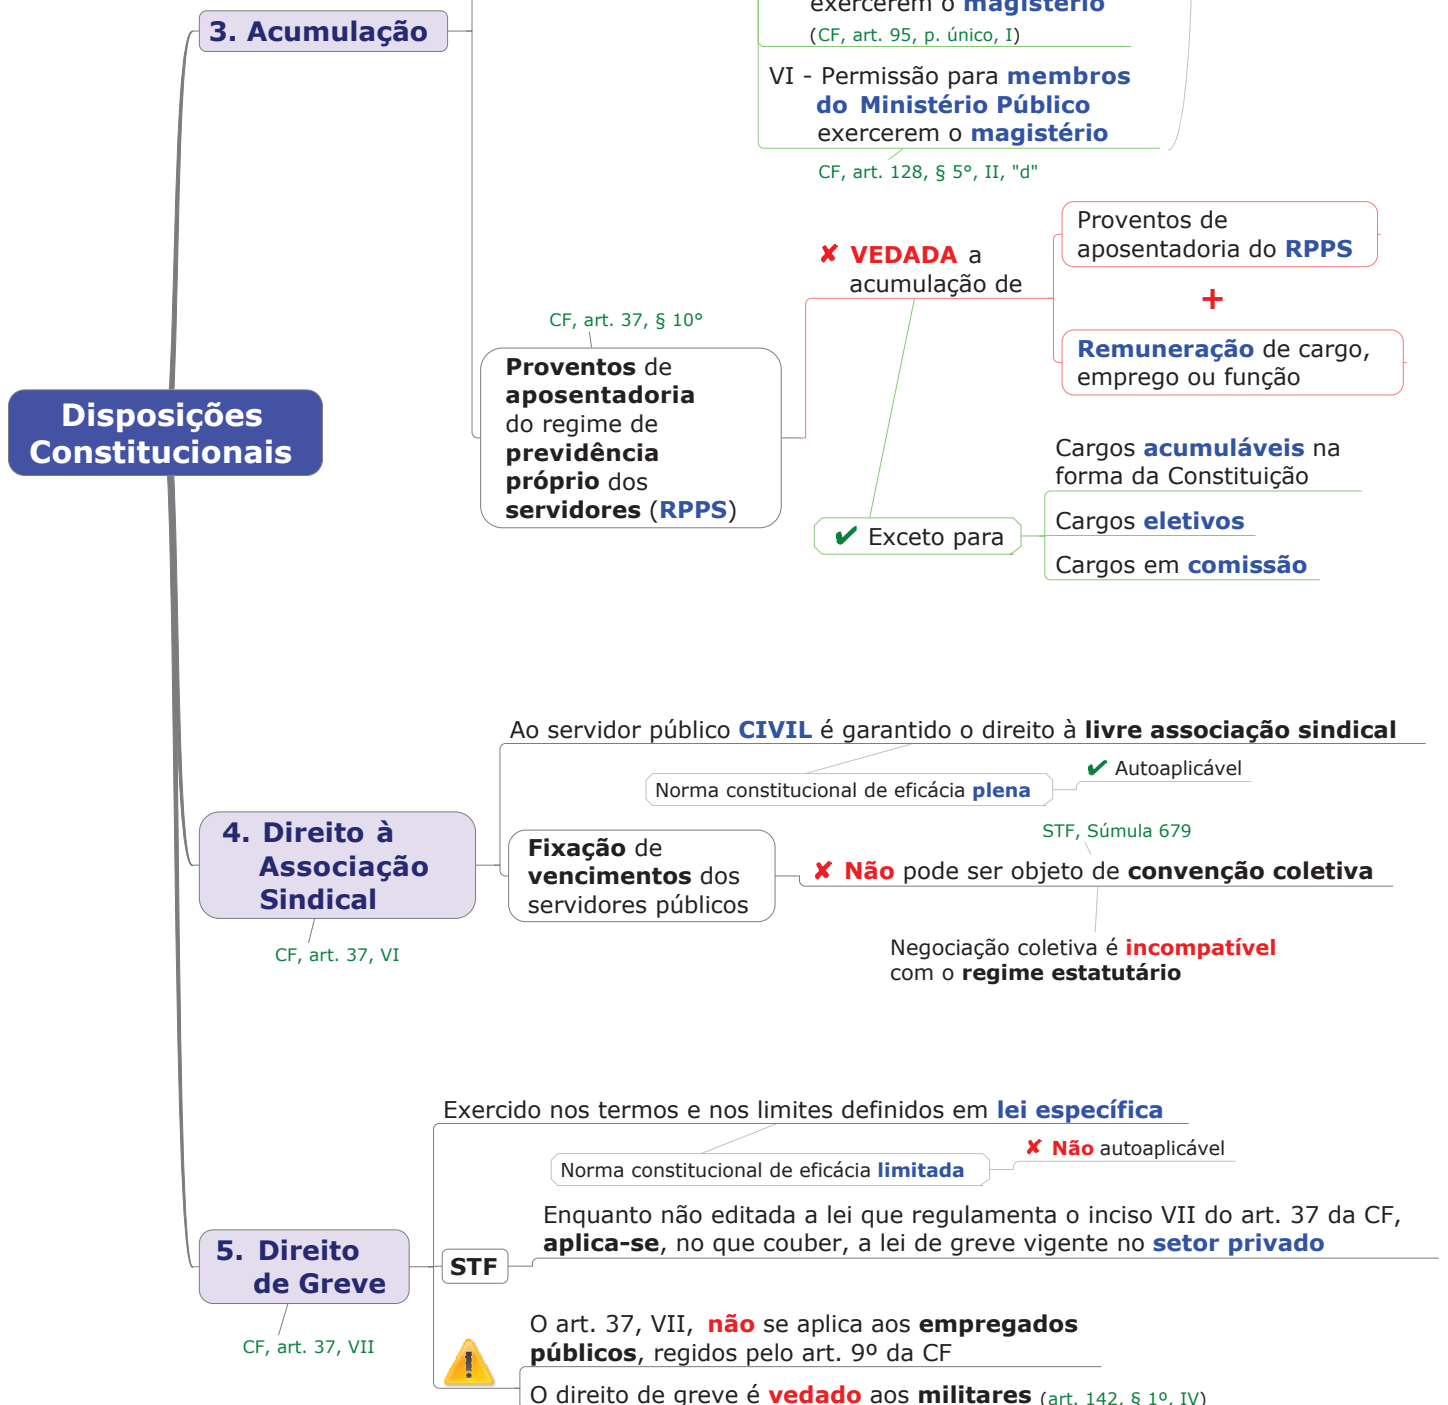 exercerem o magistério
(CF, art. 95, p. único, I)
VI - Permissão para membros
do Ministério Público
exercerem o magistério
CF, art. 128, § 5º, II, "d"
3. Acumulação
Disposições
Constitucionais
CF, art. 37, § 10°
Proventos de
aposentadoria
do regime de
previdência
próprio dos
servidores (RPPS)
✘ VEDADA a
acumulação de
Proventos de
aposentadoria do RPPS
+
Remuneração de cargo,
emprego ou função
✔ Exceto para
Cargos acumuláveis na
forma da Constituição
Cargos eletivos
Cargos em comissão
4. Direito à
Associação
Sindical
CF, art. 37, VI
Ao servidor público CIVIL é garantido o direito à livre associação sindical
Norma constitucional de eficácia plena
✔ Autoaplicável
Fixação de
vencimentos dos
servidores públicos
STF, Súmula 679
✘ Não pode ser objeto de convenção coletiva
Negociação coletiva é incompatível
com o regime estatutário
5. Direito
de Greve
CF, art. 37, VII
Exercido nos termos e nos limites definidos em lei específica
Norma constitucional de eficácia limitada
✘ Não autoaplicável
STF
Enquanto não editada a lei que regulamenta o inciso VII do art. 37 da CF,
aplica-se, no que couber, a lei de greve vigente no setor privado
!
O art. 37, VII, não se aplica aos empregados
públicos, regidos pelo art. 9º da CF
O direito de greve é vedado aos militares (art. 142, § 1º, IV)